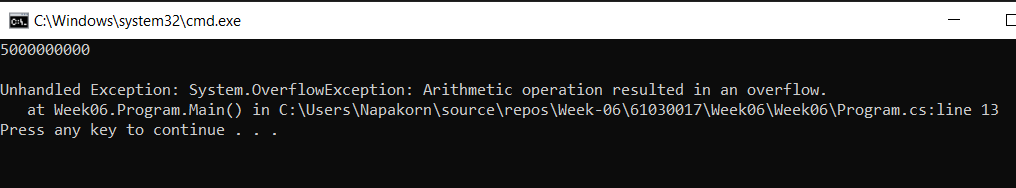 C:\Windows\system32\cmd.exe
5000000000
Unhandled Exception: System.OverflowException: Arithmetic operation resulted in an overflow.
at Week06.Program.Main() in C:\Users\Napakorn\source\repos\Week-06\61030017\Week06\Week06\Program.cs:line 13
Press any key to continue . . .